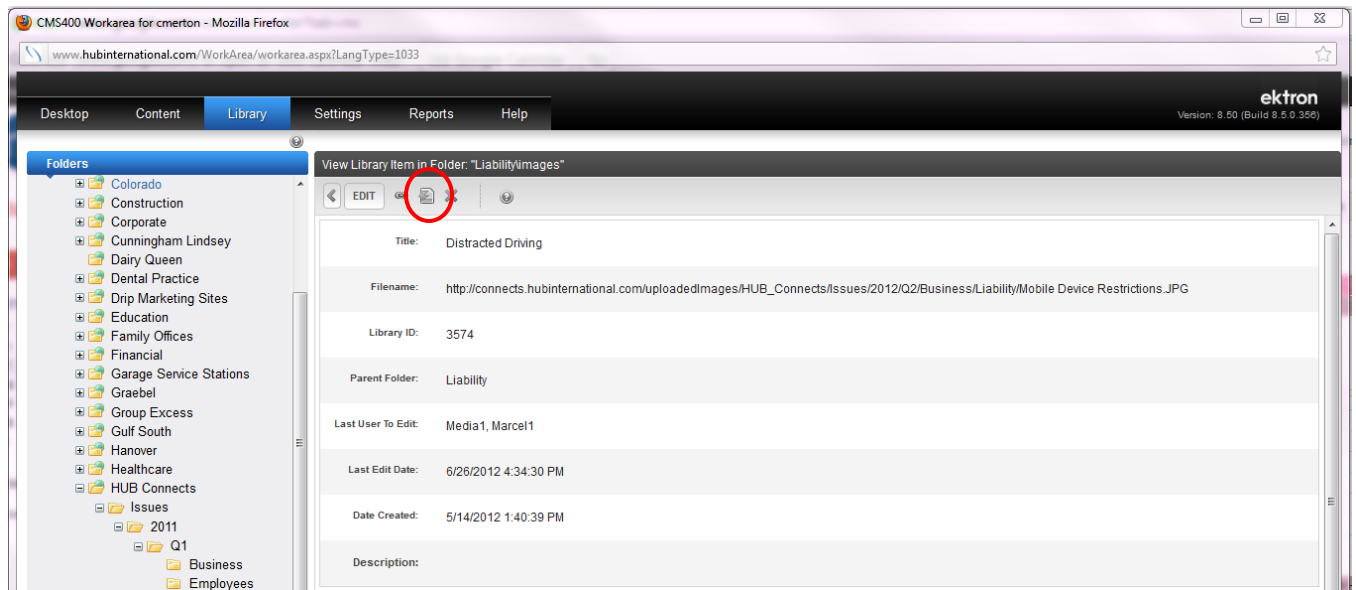 CMS400 Workarea for cmerton - Mozilla Firefox
www.hubinternational.com/WorkArea/workarea.aspx?LangType=1033
ektron
Desktop Content Library Settings Reports Help
Version: 8.50 (Build 8.5.0.356)
Folders
View Library Item in Folder: "Liability\images"
EDIT
Colorado
Construction
Corporate
Cunningham Lindsey
Dairy Queen
Dental Practice
Drip Marketing Sites
Education
Family Offices
Financial
Garage Service Stations
Graebel
Group Excess
Gulf South
Hanover
Healthcare
HUB Connects
Issues
2011
Q1
Business
Employees
Title: Distracted Driving
Filename: http://connects.hubinternational.com/uploadedImages/HUB_Connects/Issues/2012/Q2/Business/Liability/Mobile Device Restrictions.JPG
Library ID: 3574
Parent Folder: Liability
Last User To Edit: Media1, Marcel1
Last Edit Date: 6/26/2012 4:34:30 PM
Date Created: 5/14/2012 1:40:39 PM
Description: